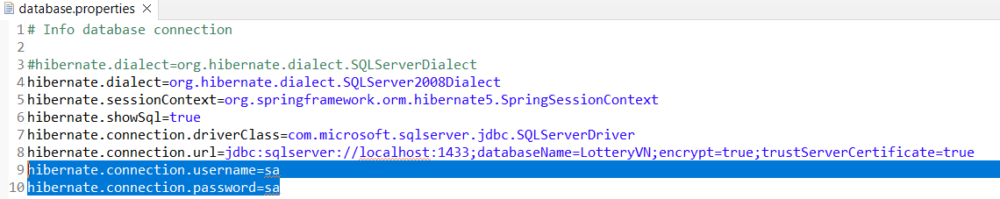 database.properties
1 # Info database connection
2
3 #hibernate.dialect=org.hibernate.dialect.SQLServerDialect
4 hibernate.dialect=org.hibernate.dialect.SQLServer2008Dialect
5 hibernate.sessionContext=org.springframework.orm.hibernate5.SpringSessionContext
6 hibernate.showSql=true
7 hibernate.connection.driverClass=com.microsoft.sqlserver.jdbc.SQLServerDriver
8 hibernate.connection.url=jdbc:sqlserver://localhost:1433;databaseName=LotteryVN;encrypt=true;trustServerCertificate=true
9 hibernate.connection.username=sa
10 hibernate.connection.password=sa